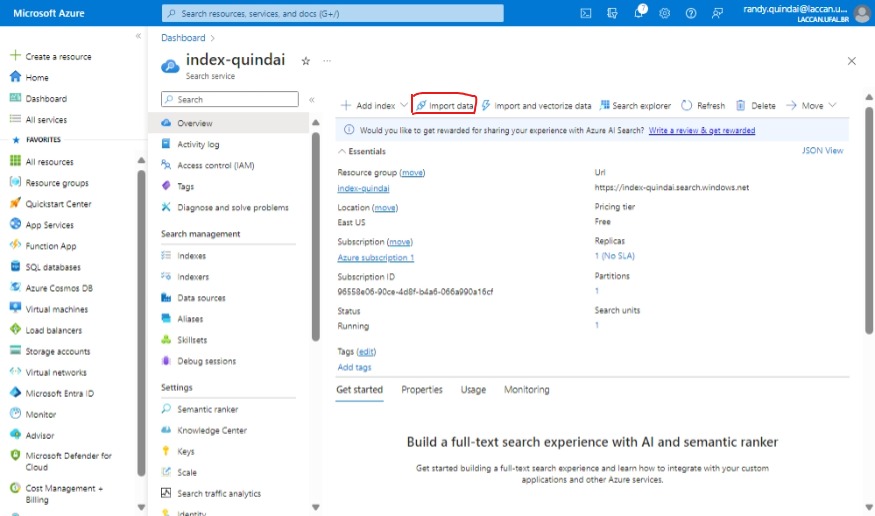 Microsoft Azure
Search resources, services, and docs (G+/)
7
randy.quindai@laccan.u...
LACCAN.UFAL.BR
Create a resource
Home
Dashboard
All services
FAVORITES
All resources
Resource groups
Quickstart Center
App Services
Function App
SQL databases
Azure Cosmos DB
Virtual machines
Load balancers
Storage accounts
Virtual networks
Microsoft Entra ID
Monitor
Advisor
Microsoft Defender for
Cloud
Cost Management +
Billing
Dashboard >
index-quindai
Search service
Search
Overview
Activity log
Access control (IAM)
Tags
Diagnose and solve problems
Search management
Indexes
Indexers
Data sources
Aliases
Skillsets
Debug sessions
Settings
Semantic ranker
Knowledge Center
Keys
Scale
Search traffic analytics
Identity
Add index
Import data
Import and vectorize data
Search explorer
Refresh
Delete
Move
Would you like to get rewarded for sharing your experience with Azure AI Search? Write a review & get rewarded
Essentials
JSON View
Resource group (move)
index-quindai
Location (move)
East US
Subscription (move)
Azure subscription 1
Subscription ID
96558e06-90ce-4d8f-b4a6-066a990a16cf
Status
Running
Url
https://index-quindai.search.windows.net
Pricing tier
Free
Replicas
1 (No SLA)
Partitions
1
Search units
1
Tags (edit)
Add tags
Get started
Properties
Usage
Monitoring
Build a full-text search experience with AI and semantic ranker
Get started building a full-text search experience and learn how to integrate with your custom
applications and other Azure services.